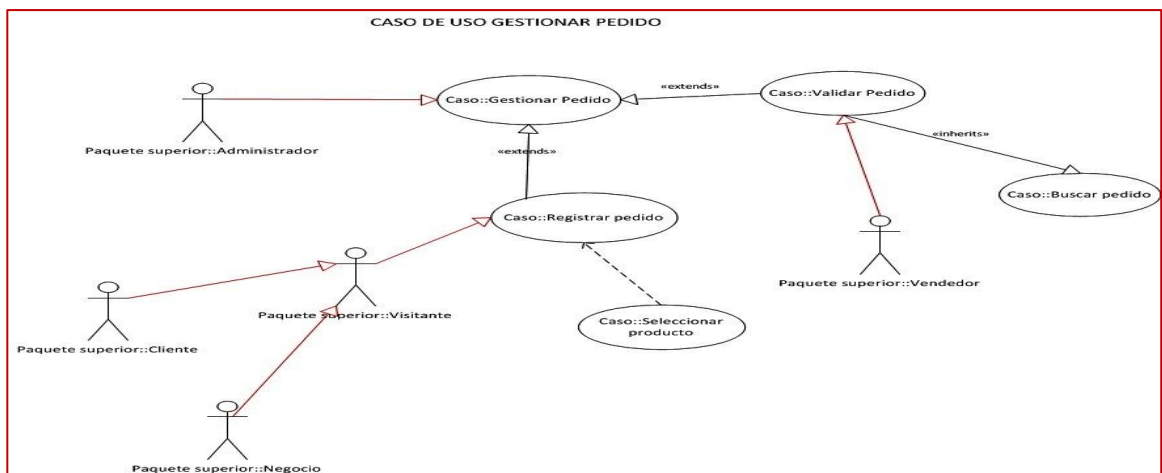 CASO DE USO GESTIONAR PEDIDO
Caso::Gestionar Pedido
«extends»
Caso::Validar Pedido
Paquete superior::Administrador
«extends»
«inherits»
Caso::Buscar pedido
Caso::Registrar pedido
Paquete superior::Vendedor
Paquete superior::Visitante
Caso::Seleccionar
producto
Paquete superior::Cliente
Paquete superior::Negocio